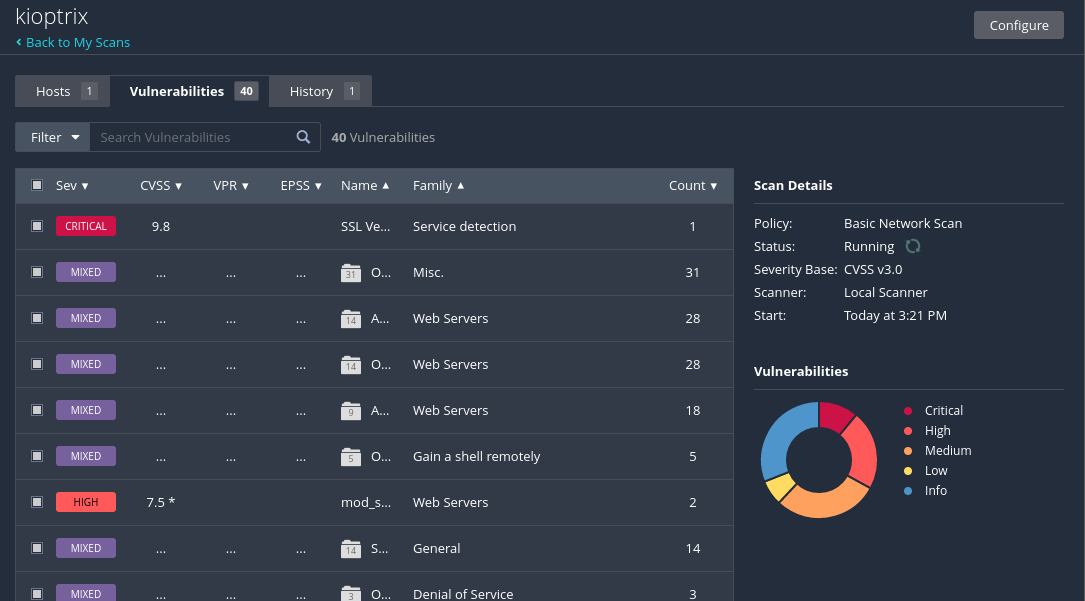 kioptrix
Configure
Back to My Scans
Hosts 1 Vulnerabilities 40 History 1
Filter Search Vulnerabilities 40 Vulnerabilities
Sev CVSS VPR EPSS Name Family Count
CRITICAL 9.8 SSL Ve... Service detection 1
MIXED ... ... ... 31 O... Misc. 31
MIXED ... ... ... 14 A... Web Servers 28
MIXED ... ... ... 14 O... Web Servers 28
MIXED ... ... ... 9 A... Web Servers 18
MIXED ... ... ... 5 O... Gain a shell remotely 5
HIGH 7.5 * mod_s... Web Servers 2
MIXED ... ... ... 14 S... General 14
MIXED ... ... ... 3 O... Denial of Service 3
Scan Details
Policy: Basic Network Scan
Status: Running
Severity Base: CVSS v3.0
Scanner: Local Scanner
Start: Today at 3:21 PM
Vulnerabilities
Critical
High
Medium
Low
Info